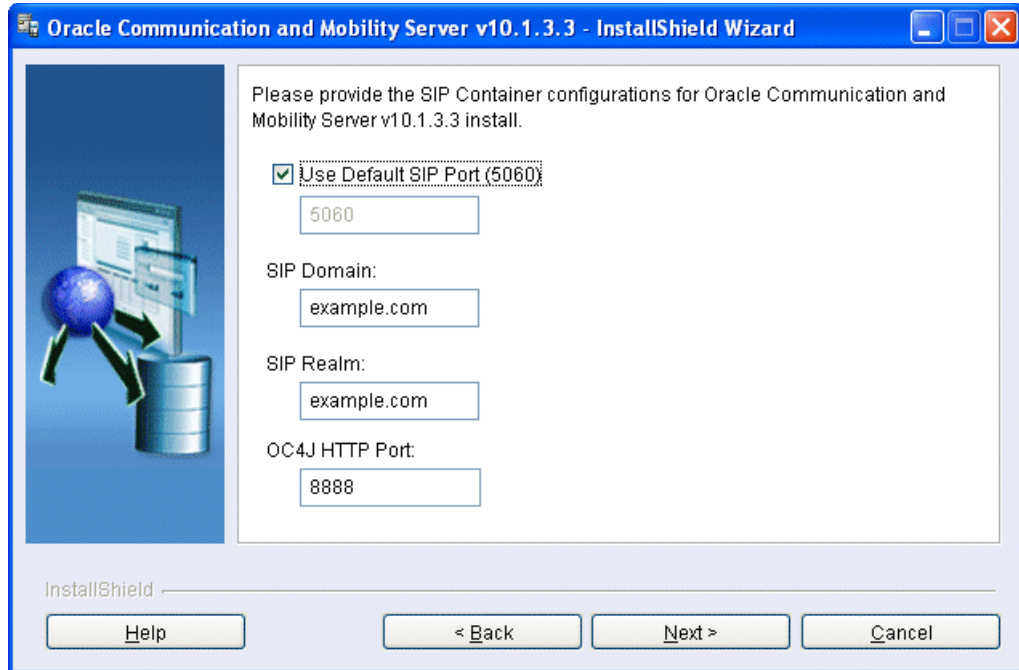 Oracle Communication and Mobility Server v10.1.3.3 - InstallShield Wizard
Please provide the SIP Container configurations for Oracle Communication and
Mobility Server v10.1.3.3 install.
Use Default SIP Port (5060)
5060
SIP Domain:
example.com
SIP Realm:
example.com
OC4J HTTP Port:
8888
InstallShield
Help
< Back
Next >
Cancel